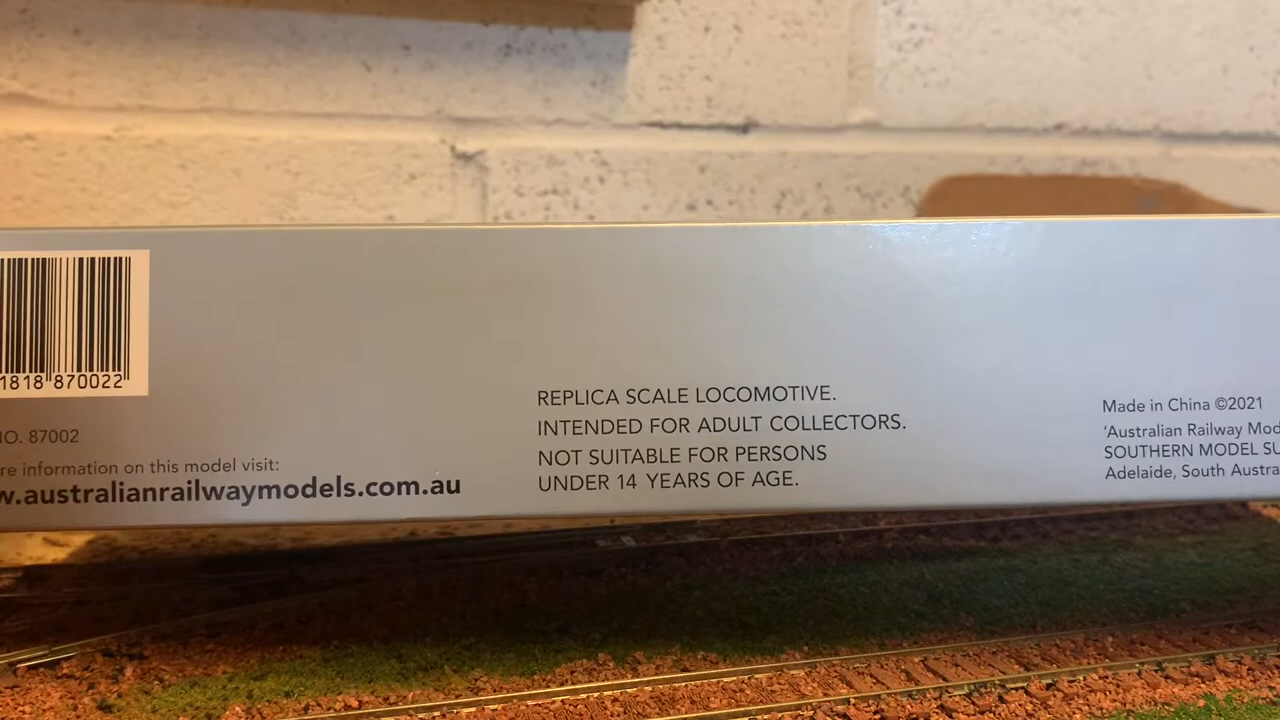 1818 870022
NO. 87002
re information on this model visit:
w.australianrailwaymodels.com.au
REPLICA SCALE LOCOMOTIVE.
INTENDED FOR ADULT COLLECTORS.
NOT SUITABLE FOR PERSONS
UNDER 14 YEARS OF AGE.
Made in China ©2021
'Australian Railway Mod
SOUTHERN MODEL SU
Adelaide, South Austra